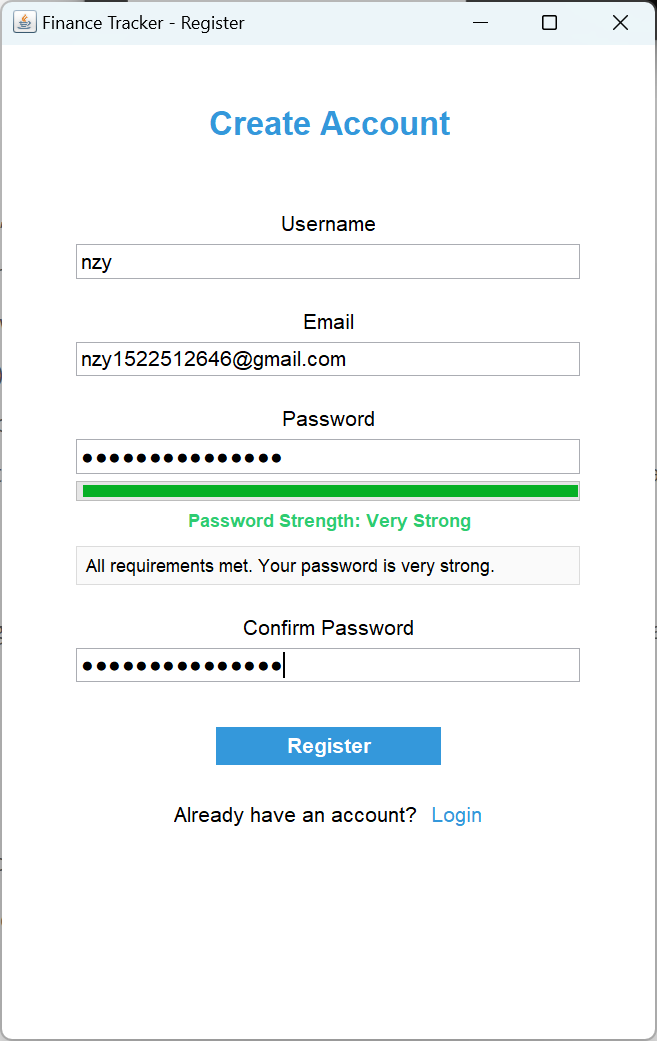 Finance Tracker - Register
Create Account
Username
nzy
Email
nzy1522512646@gmail.com
Password
●●●●●●●●●●●●●●●
Password Strength: Very Strong
All requirements met. Your password is very strong.
Confirm Password
●●●●●●●●●●●●●●●
Register
Already have an account? Login